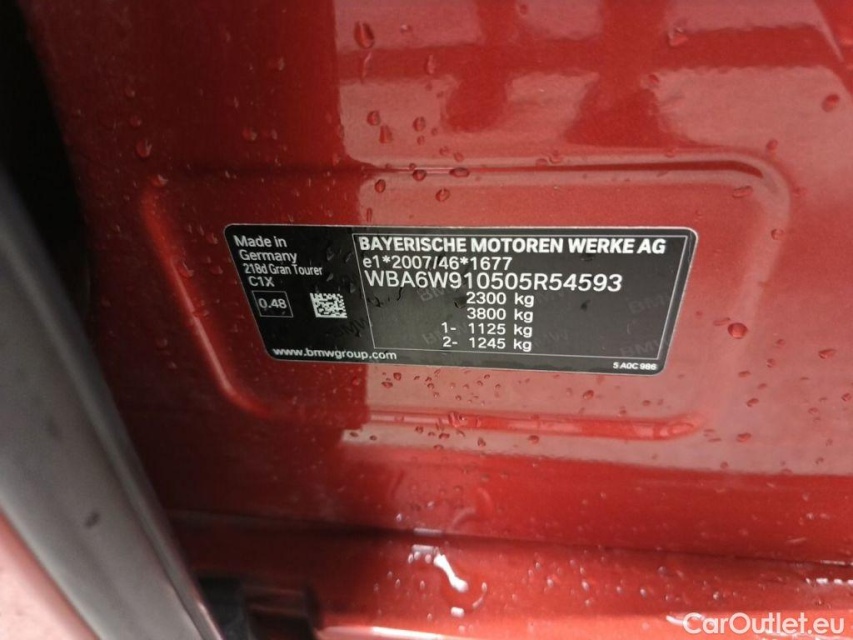 Made in
Germany
218d Gran Tourer
C1X
0.48
www.bmwgroup.com
BAYERISCHE MOTOREN WERKE AG
e1*2007/46*1677
WBA6W910505R54593
2300 kg
3800 kg
1- 1125 kg
2- 1245 kg
5 A0C 986
CarOutlet.eu